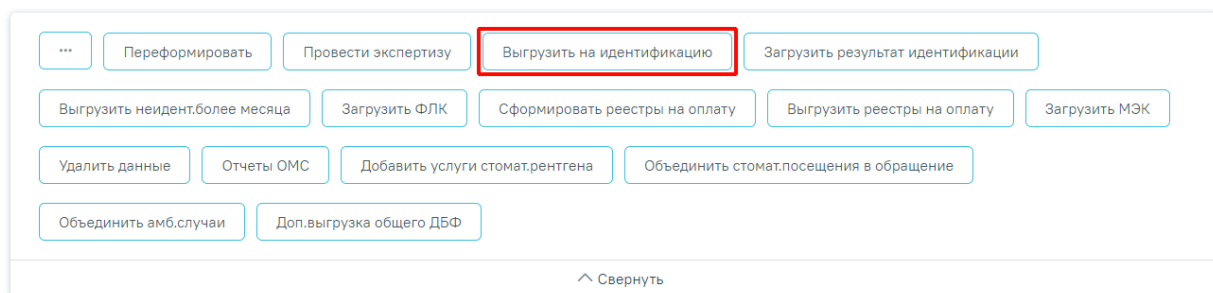 ... Переформировать Провести экспертизу Выгрузить на идентификацию Загрузить результат идентификации
Выгрузить неидент.более месяца Загрузить ФЛК Сформировать реестры на оплату Выгрузить реестры на оплату Загрузить МЭК
Удалить данные Отчеты ОМС Добавить услуги стомат.рентгена Объединить стомат.посещения в обращение
Объединить амб.случаи Доп.выгрузка общего ДБФ
Свернуть